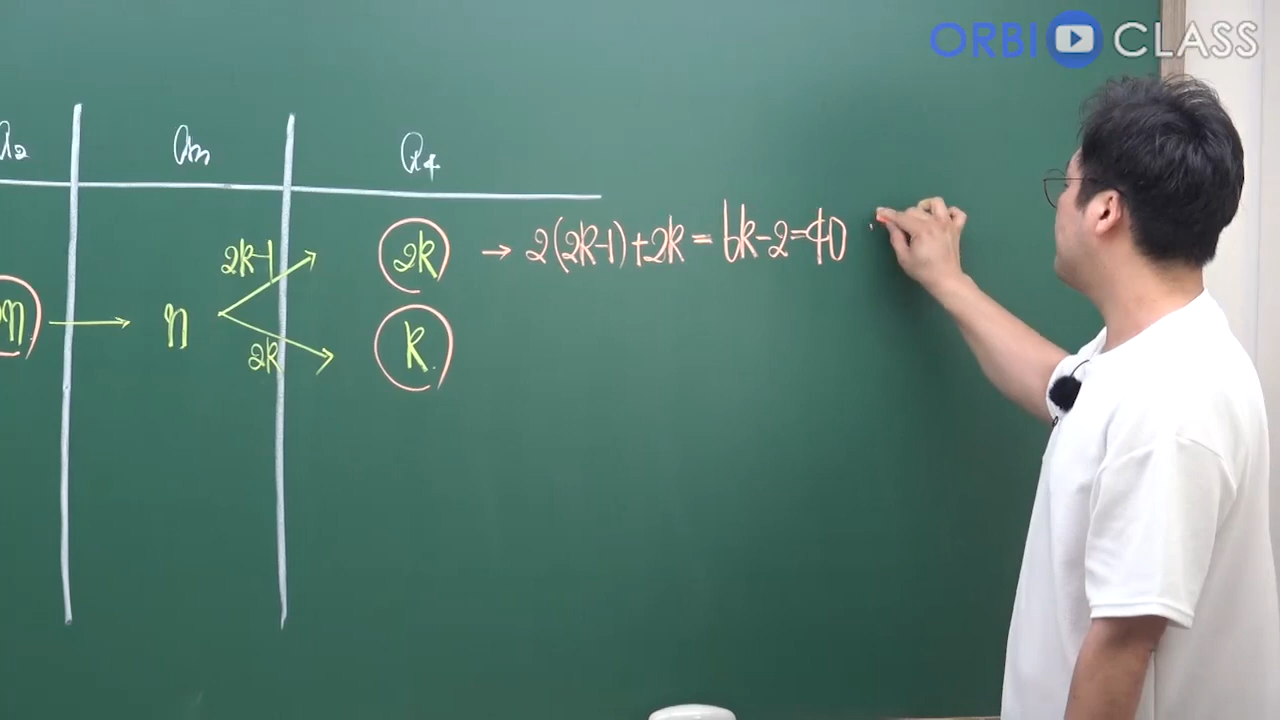 ORBI CLASS
a₂ a₃ a₄
2k-1 2k → 2(2k-1)+2k = 6k-2=40
n → n
2k k